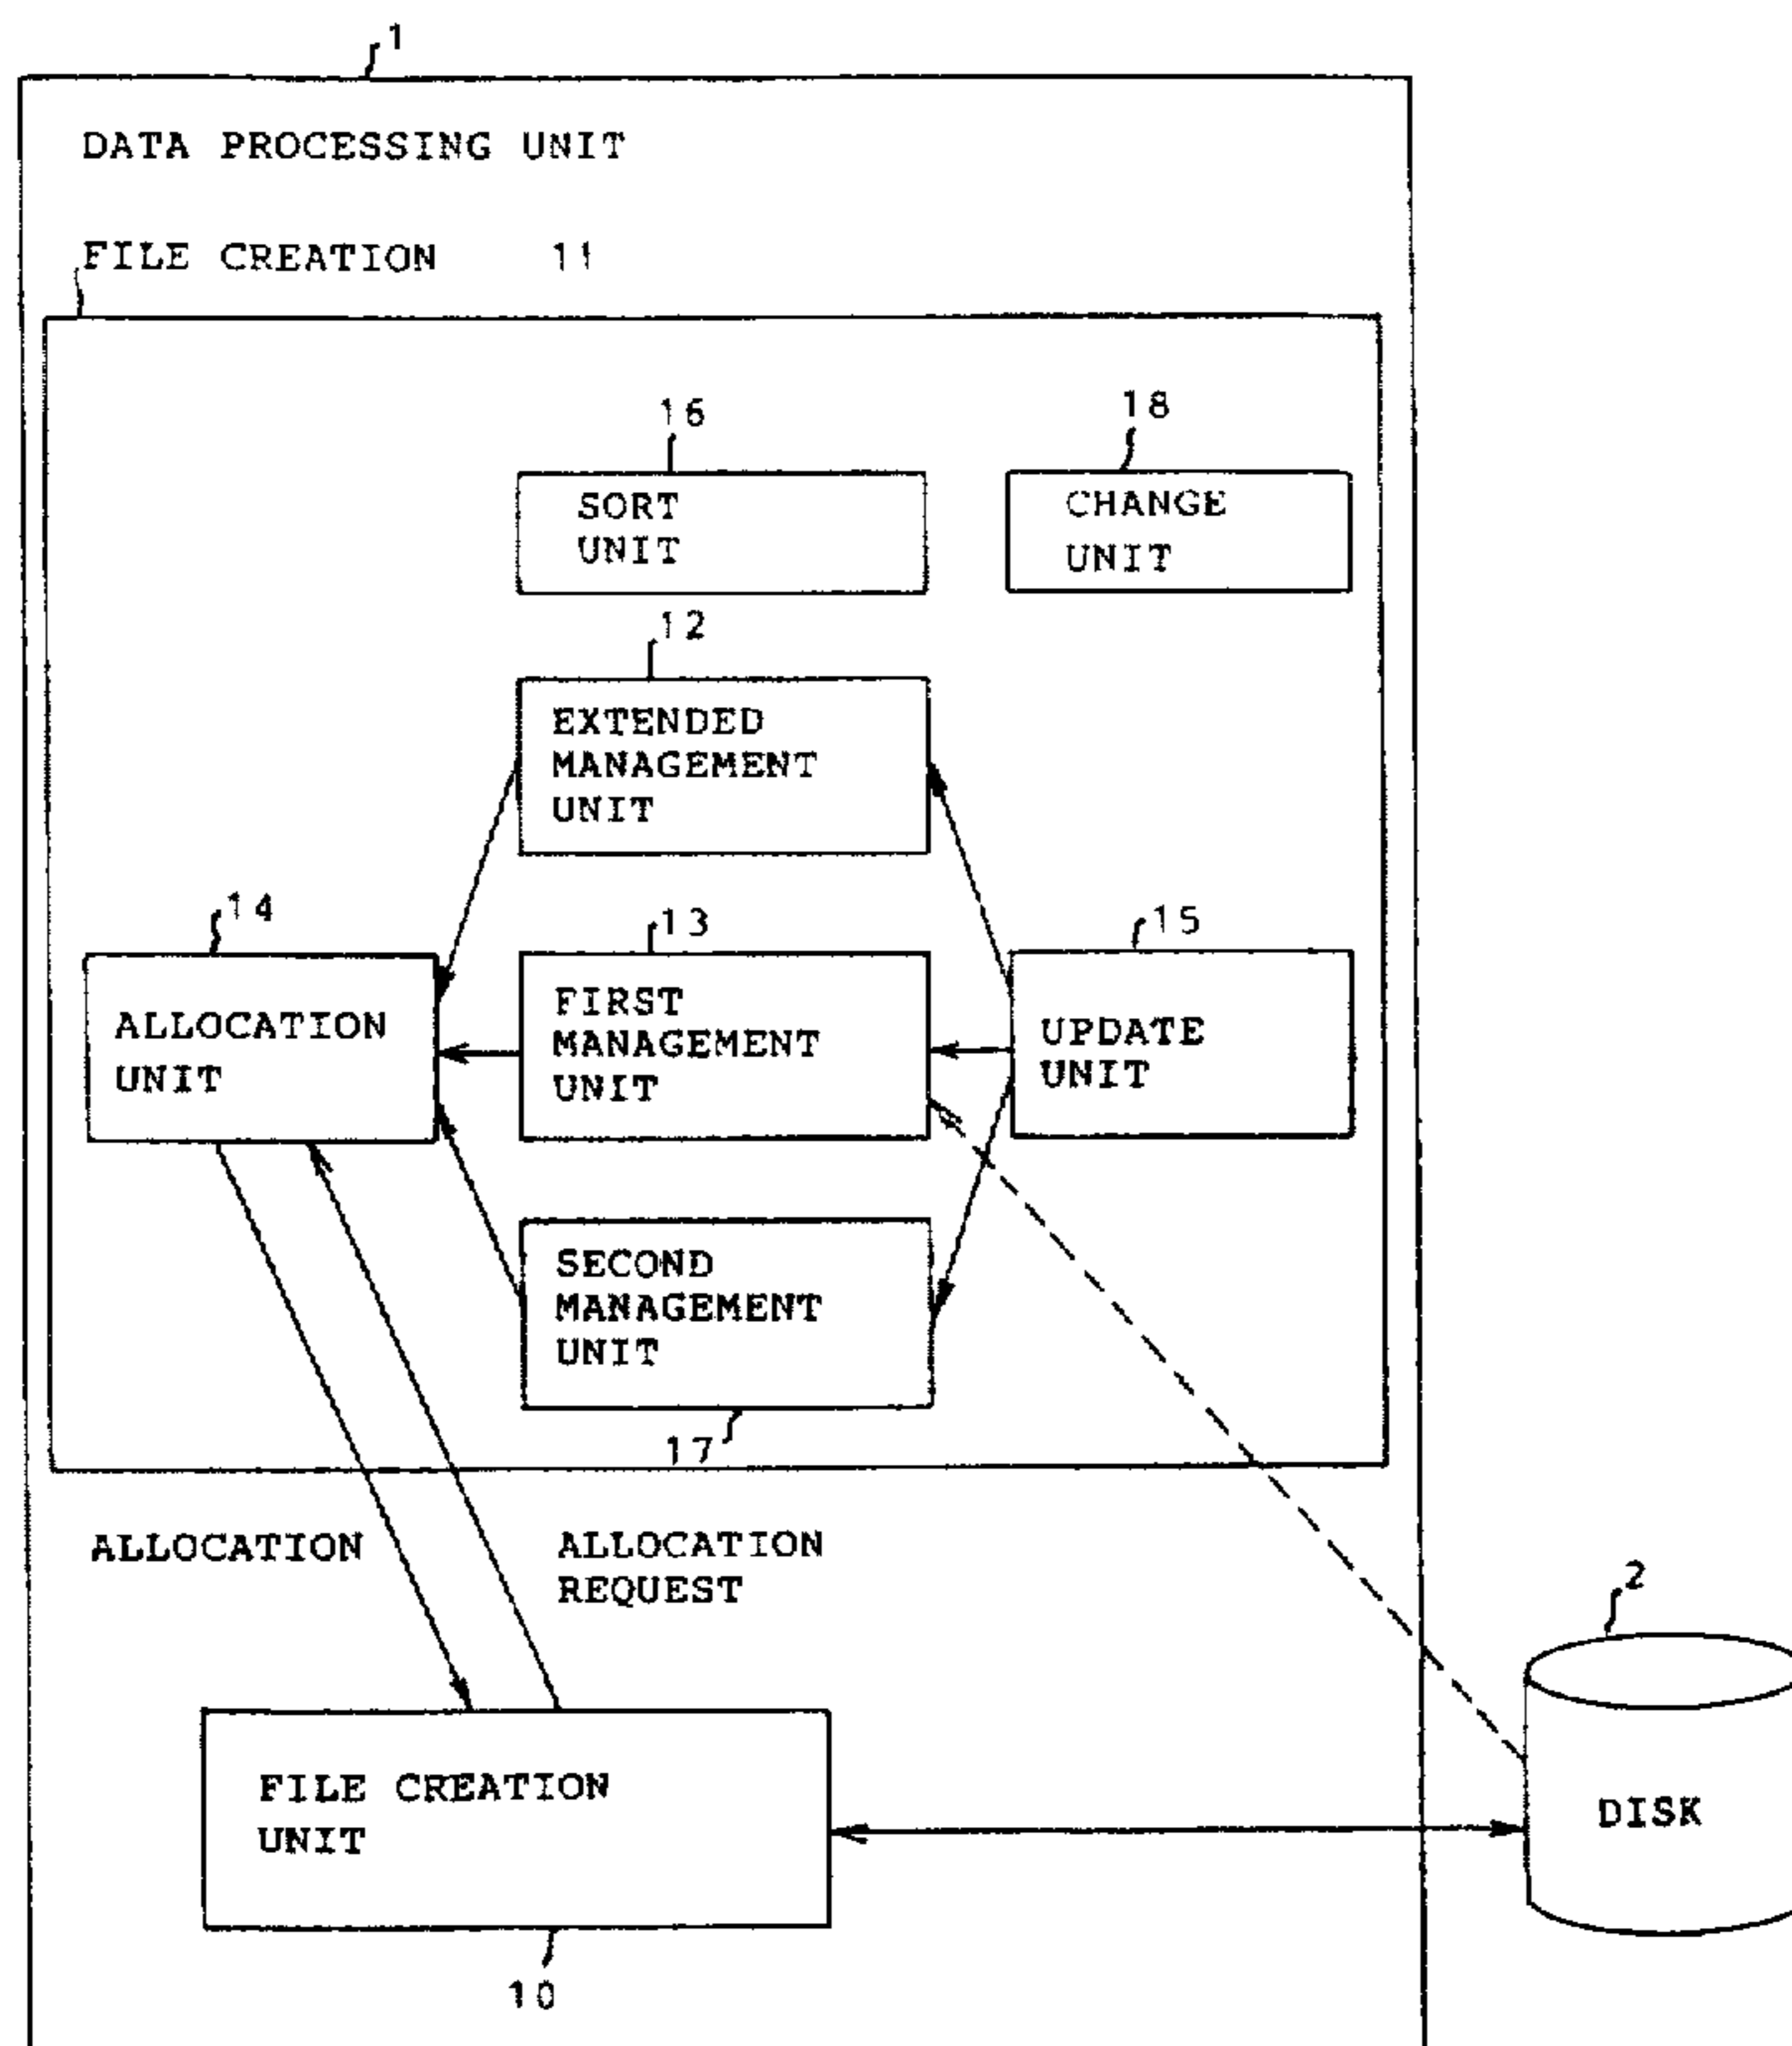 1
DATA PROCESSING UNIT
FILE CREATION 11
16
18
SORT
UNIT
CHANGE
UNIT
12
EXTENDED
MANAGEMENT
UNIT
14
13
15
ALLOCATION
UNIT
FIRST
MANAGEMENT
UNIT
UPDATE
UNIT
SECOND
MANAGEMENT
UNIT
17
ALLOCATION
ALLOCATION
REQUEST
2
FILE CREATION
UNIT
DISK
10